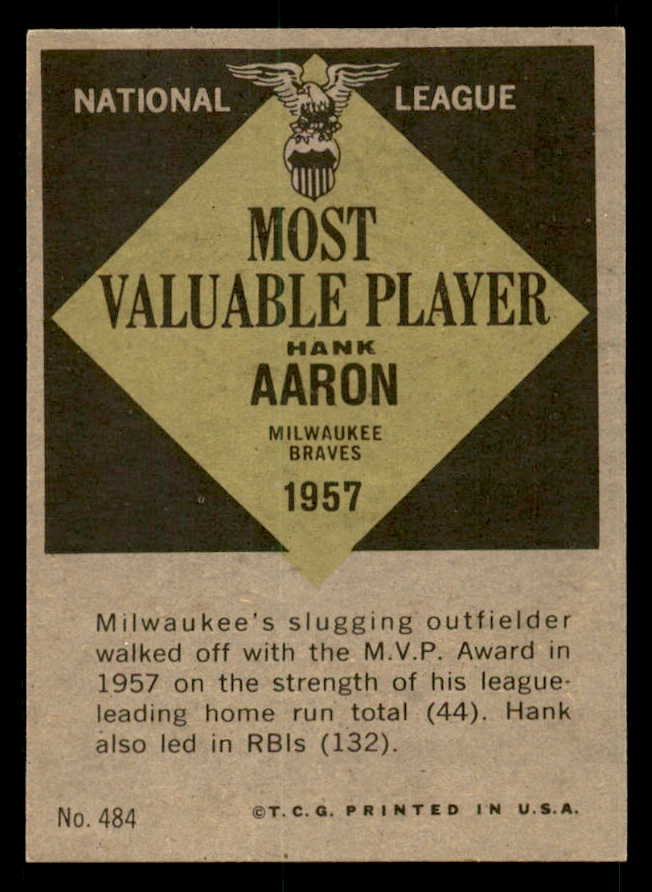 NATIONAL LEAGUE
MOST
VALUABLE PLAYER
HANK
AARON
MILWAUKEE
BRAVES
1957
Milwaukee's slugging outfielder
walked off with the M.V.P. Award in
1957 on the strength of his league-
leading home run total (44). Hank
also led in RBIs (132).
No. 484 ©T.C.G. PRINTED IN U.S.A.